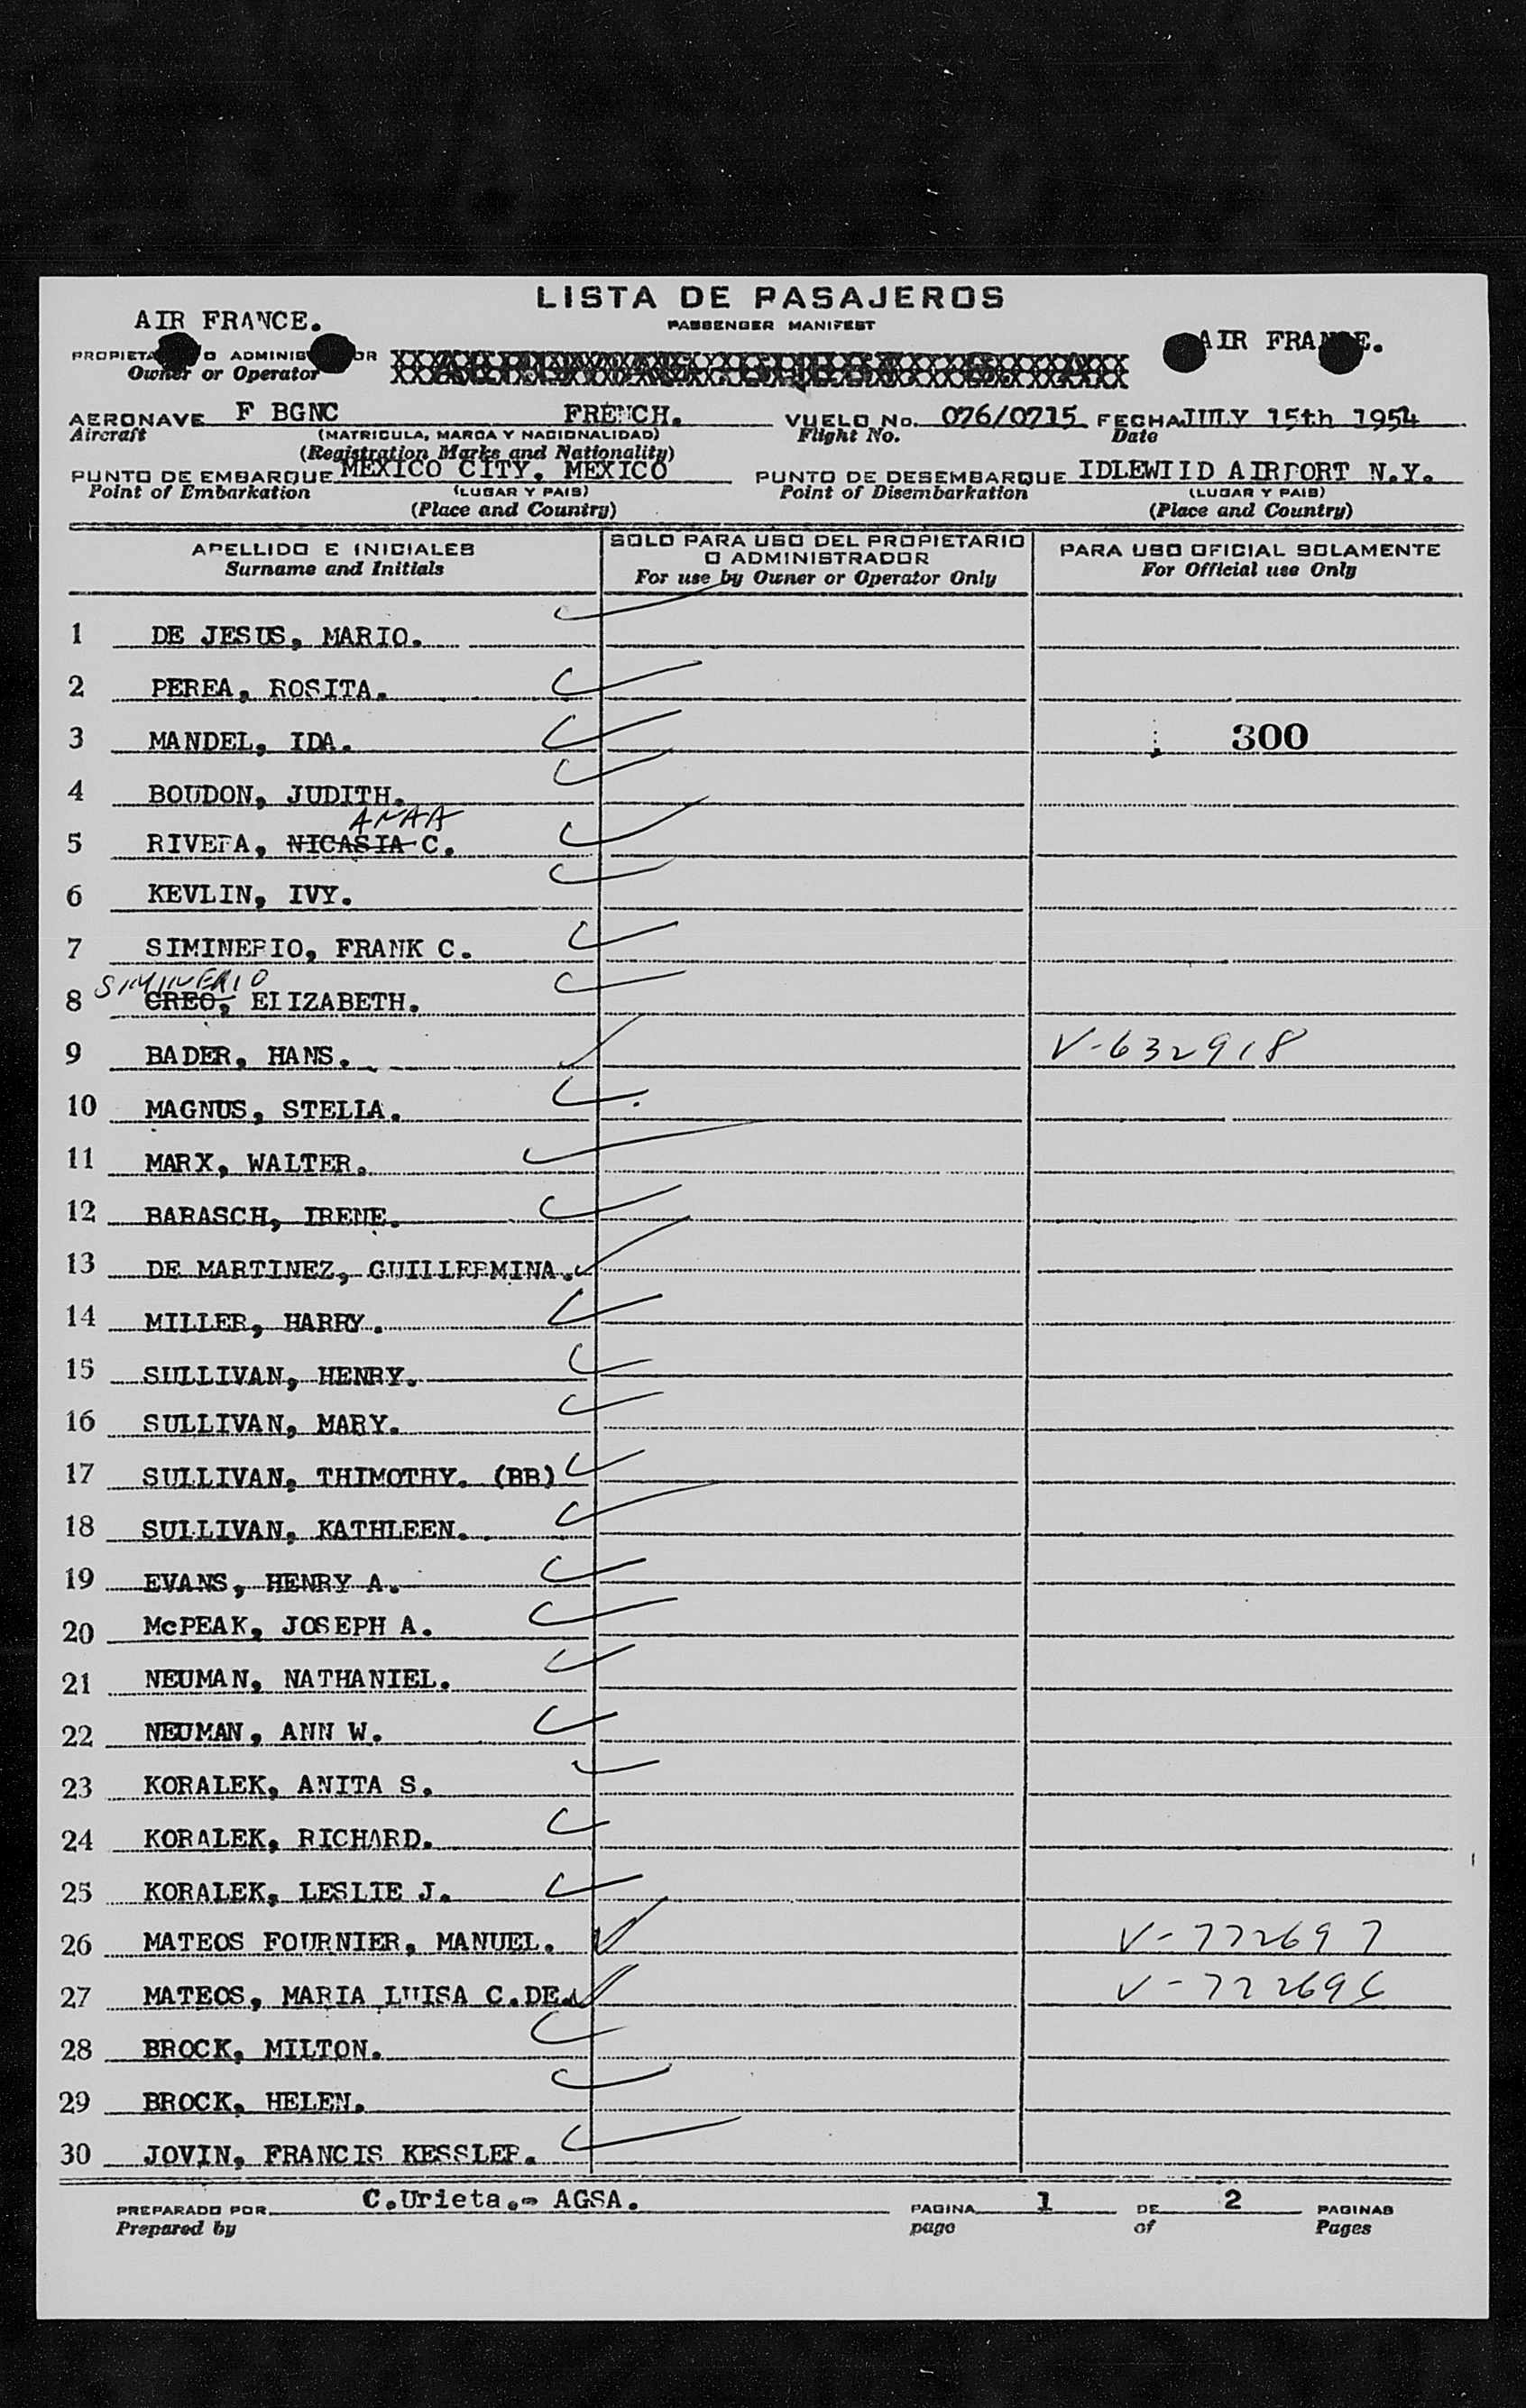 LISTA DE PASAJEROS
PASSENGER MANIFEST
AIR FRANCE.
AIR FRANCE.
PROPIETARIO O ADMINISTRADOR
Owner or Operator
AERONAVE F BGNC FRENCH. VUELO No. 076/0715 FECHA JULY 15th 1954
Aircraft (MATRICULA, MARCA Y NACIONALIDAD) Flight No. Date
(Registration Marks and Nationality)
PUNTO DE EMBARQUE MEXICO CITY. MEXICO PUNTO DE DESEMBARQUE IDLEWIID AIRPORT N.Y.
Point of Embarkation (LUGAR Y PAIS) Point of Disembarkation (LUGAR Y PAIS)
(Place and Country) (Place and Country)
APELLIDO E INICIALES
Surname and Initials
SOLO PARA USO DEL PROPIETARIO
O ADMINISTRADOR
For use by Owner or Operator Only
PARA USO OFICIAL SOLAMENTE
For Official use Only
1 DE JESUS, MARIO.
2 PEREA, ROSITA.
3 MANDEL, IDA. 300
4 BOUDON, JUDITH.
ANAA
5 RIVERA, NICASIA C.
6 KEVLIN, IVY.
7 SIMINERIO, FRANK C.
SIMINERIO
8 CREO, ELIZABETH.
9 BADER, HANS. V-632918
10 MAGNUS, STELLA.
11 MARX, WALTER.
12 BARASCH, IRENE.
13 DE MARTINEZ, GUILLERMINA.
14 MILLER, HARRY.
15 SULLIVAN, HENRY.
16 SULLIVAN, MARY.
17 SULLIVAN, THIMOTHY. (BB)
18 SULLIVAN, KATHLEEN.
19 EVANS, HENRY A.
20 McPEAK, JOSEPH A.
21 NEUMAN, NATHANIEL.
22 NEUMAN, ANN W.
23 KORALEK, ANITA S.
24 KORALEK, RICHARD.
25 KORALEK, LESLIE J.
26 MATEOS FOURNIER, MANUEL. V-772697
27 MATEOS, MARIA LUISA C.DE. V-772696
28 BROCK, MILTON.
29 BROCK, HELEN.
30 JOVIN, FRANCIS KESSLER.
PREPARADO POR C.Urieta.- AGSA. PAGINA 1 DE 2 PAGINAS
Prepared by page of Pages